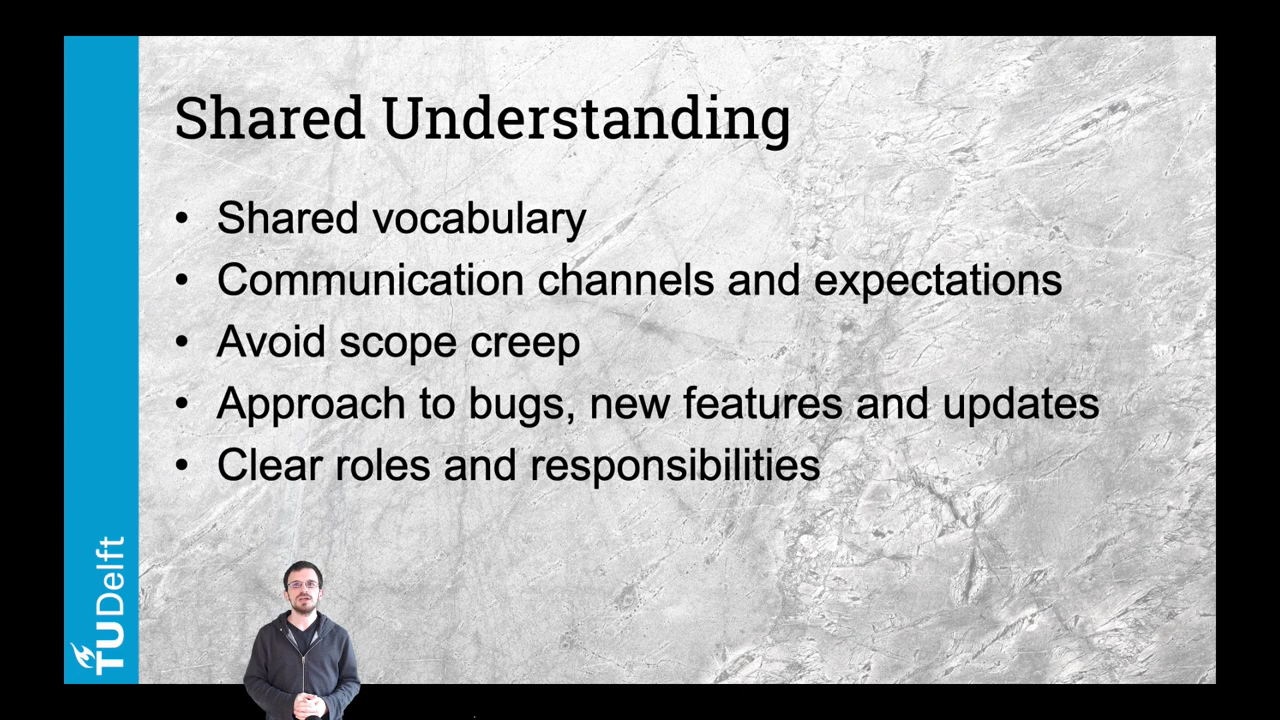 Shared Understanding
• Shared vocabulary
• Communication channels and expectations
• Avoid scope creep
• Approach to bugs, new features and updates
• Clear roles and responsibilities
TUDelft